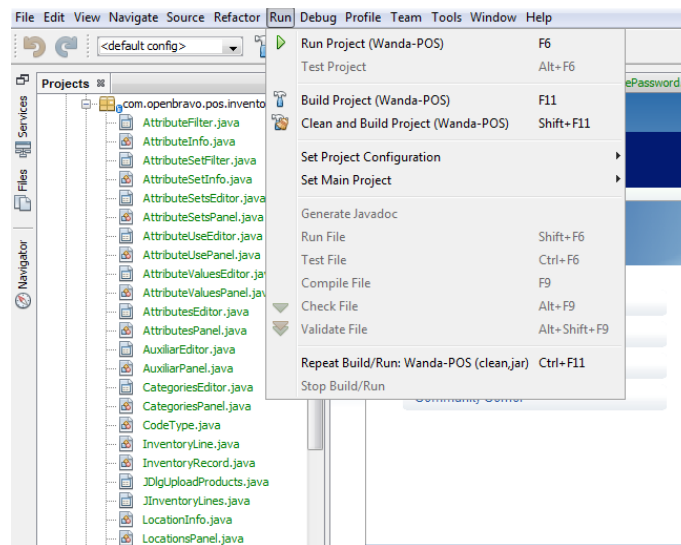 File Edit View Navigate Source Refactor Run Debug Profile Team Tools Window Help
<default config>
Run Project (Wanda-POS) F6
Test Project Alt+F6
Build Project (Wanda-POS) F11
Clean and Build Project (Wanda-POS) Shift+F11
Set Project Configuration
Set Main Project
Generate Javadoc
Run File Shift+F6
Test File Ctrl+F6
Compile File F9
Check File Alt+F9
Validate File Alt+Shift+F9
Repeat Build/Run: Wanda-POS (clean,jar) Ctrl+F11
Stop Build/Run
Services
Files
Navigator
Projects
ePassword
com.openbravo.pos.invento
AttributeFilter.java
AttributeInfo.java
AttributeSetFilter.java
AttributeSetInfo.java
AttributeSetsEditor.java
AttributeSetsPanel.java
AttributeUseEditor.java
AttributeUsePanel.java
AttributeValuesEditor.jav
AttributeValuesPanel.jav
AttributesEditor.java
AttributesPanel.java
AuxiliarEditor.java
AuxiliarPanel.java
CategoriesEditor.java
CategoriesPanel.java
CodeType.java
InventoryLine.java
InventoryRecord.java
JDlgUploadProducts.java
JInventoryLines.java
LocationInfo.java
LocationsPanel.java
Community Corner